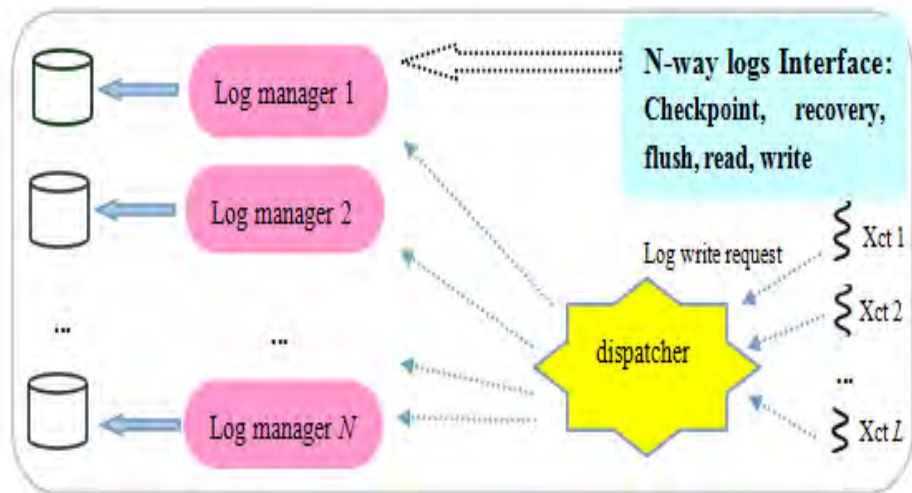 Log manager 1
Log manager 2
...
...
Log manager N
N-way logs Interface:
Checkpoint, recovery,
flush, read, write
Log write request
dispatcher
Xct 1
Xct 2
...
Xct L